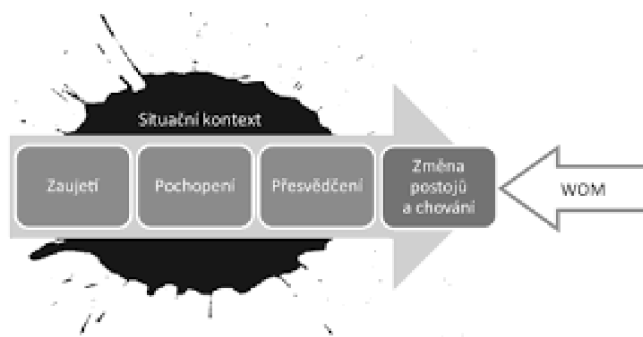 Situační kontext
Zaujetí
Pochopení
Přesvědčení
Změna
postojů
a chování
WOM